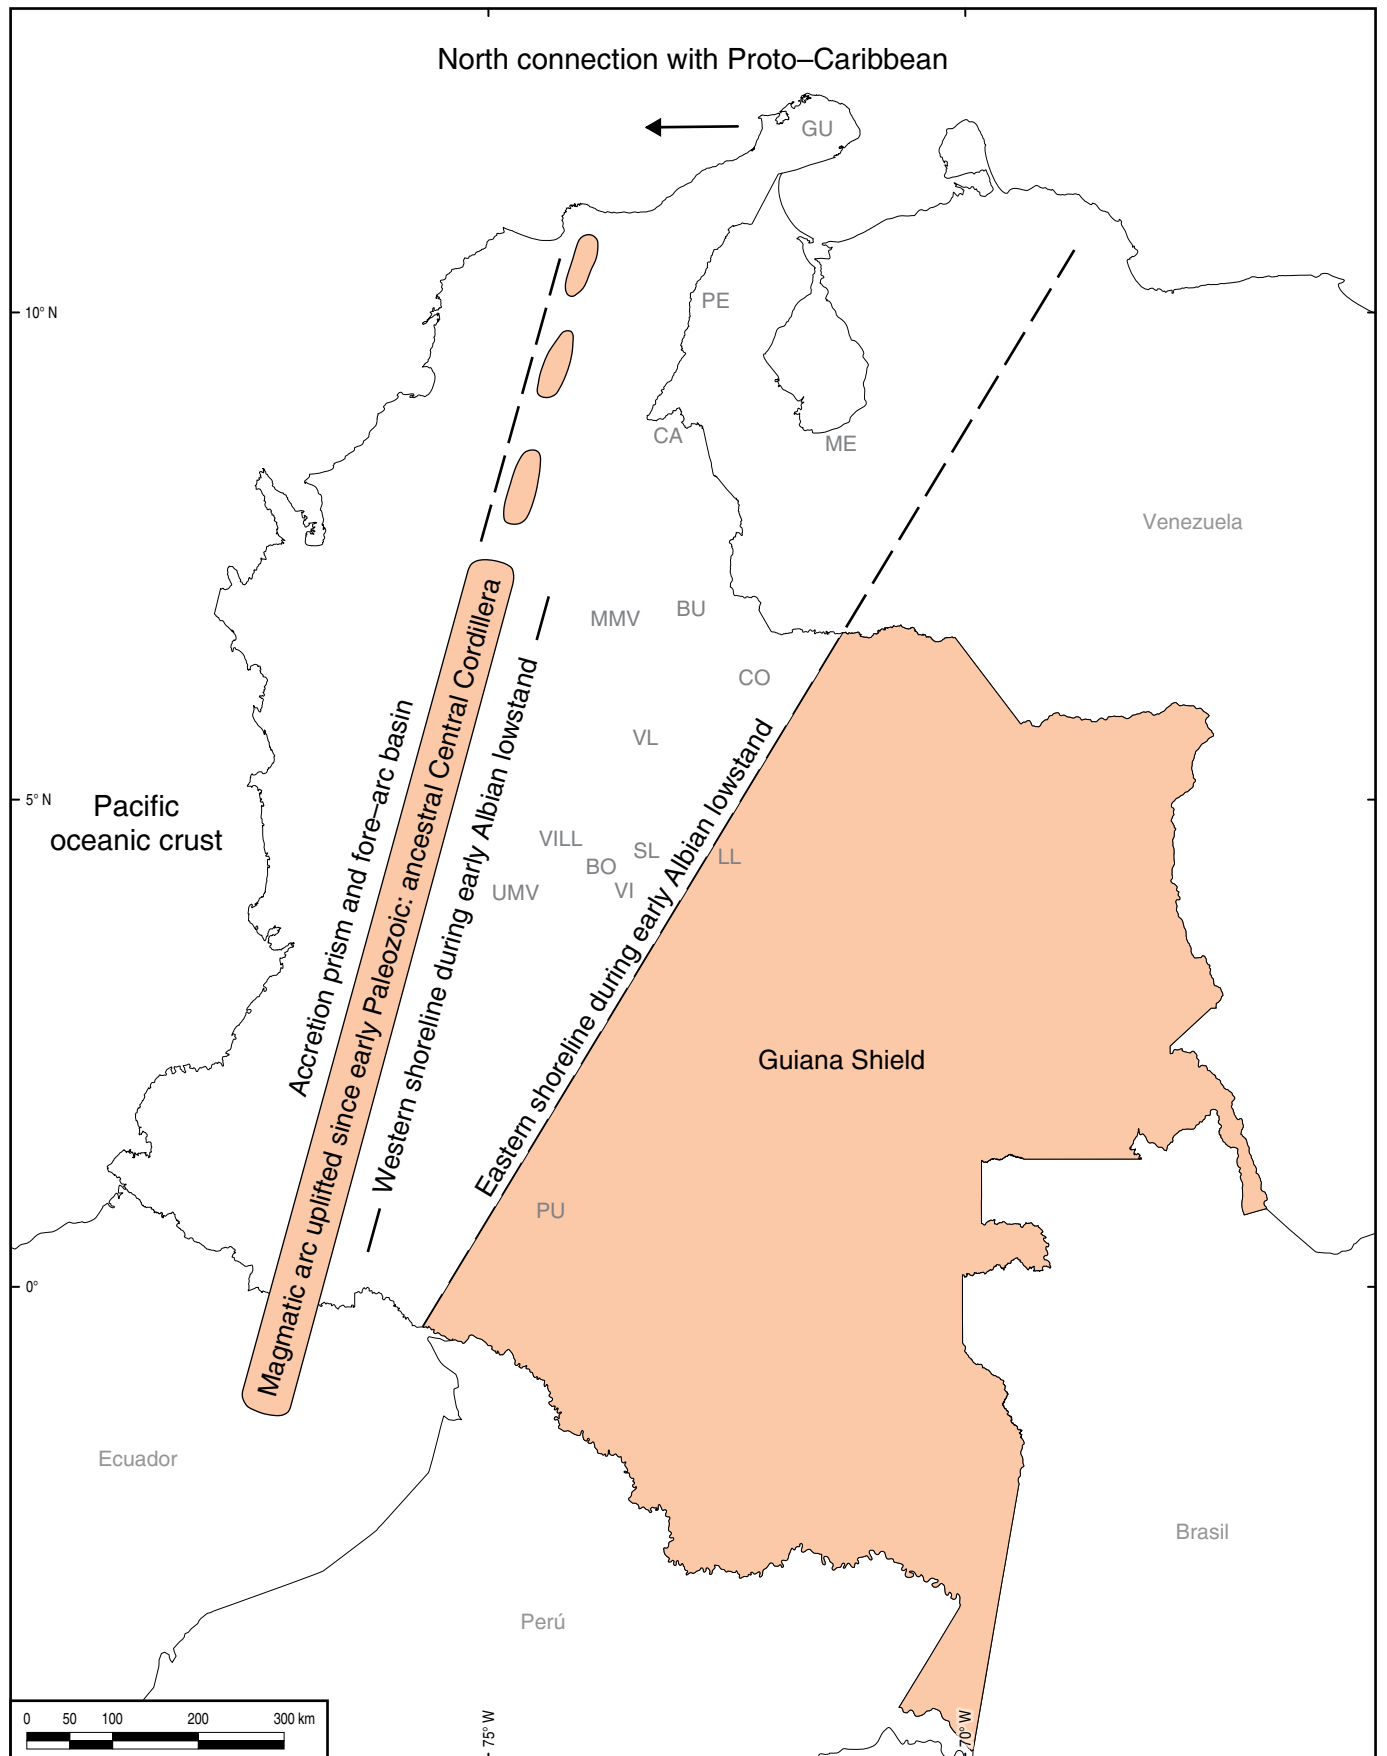 North connection with Proto–Caribbean
GU
10° N
PE
CA
ME
Venezuela
MMV
BU
CO
VL
5° N
Pacific
oceanic crust
VILL
SL
BO
LL
UMV
VI
Accretion prism and fore–arc basin
Magmatic arc uplifted since early Paleozoic: ancestral Central Cordillera
Western shoreline during early Albian lowstand
Eastern shoreline during early Albian lowstand
Guiana Shield
PU
0°
Ecuador
Brasil
Perú
0 50 100 200 300 km
75° W
70° W